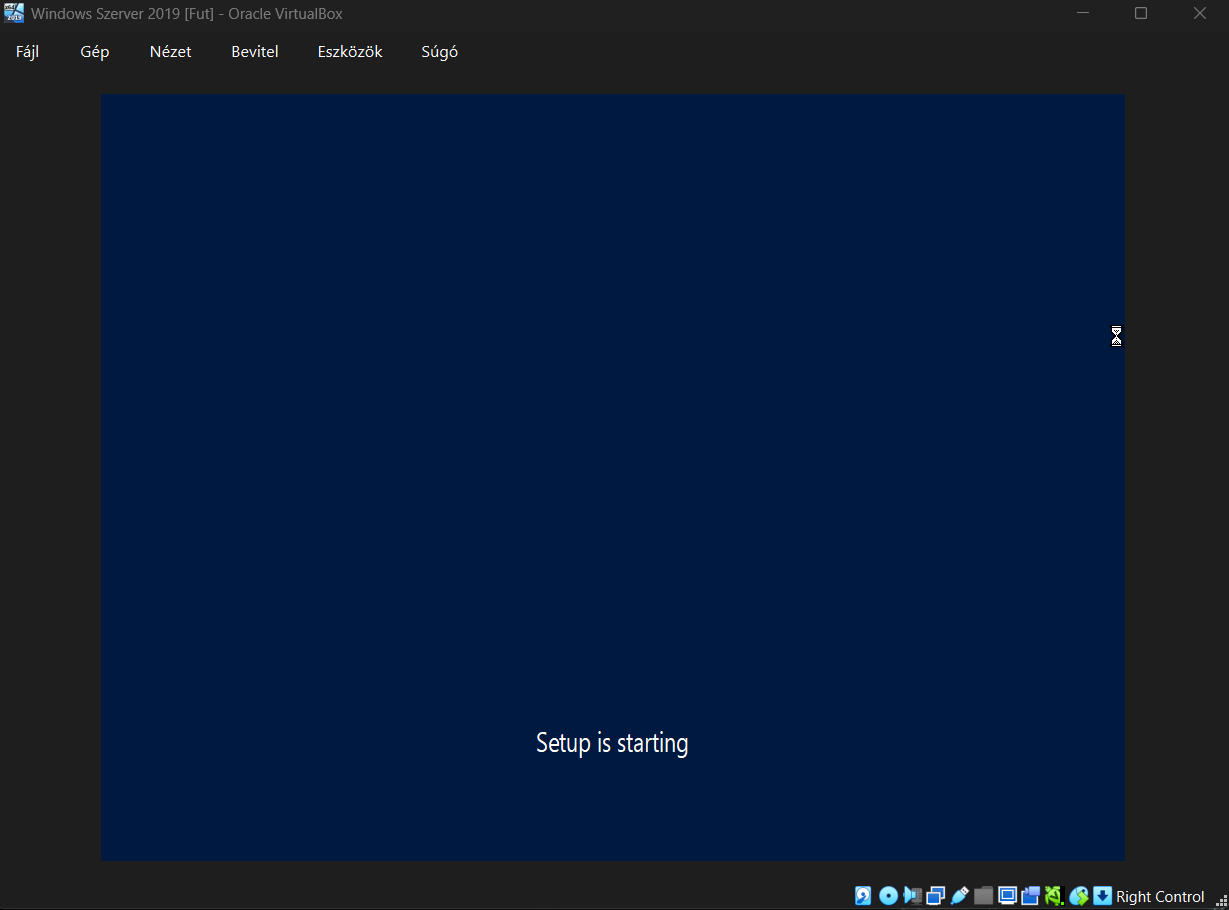 Windows Szerver 2019 [Fut] - Oracle VirtualBox
Fájl Gép Nézet Bevitel Eszközök Súgó
Setup is starting
Right Control